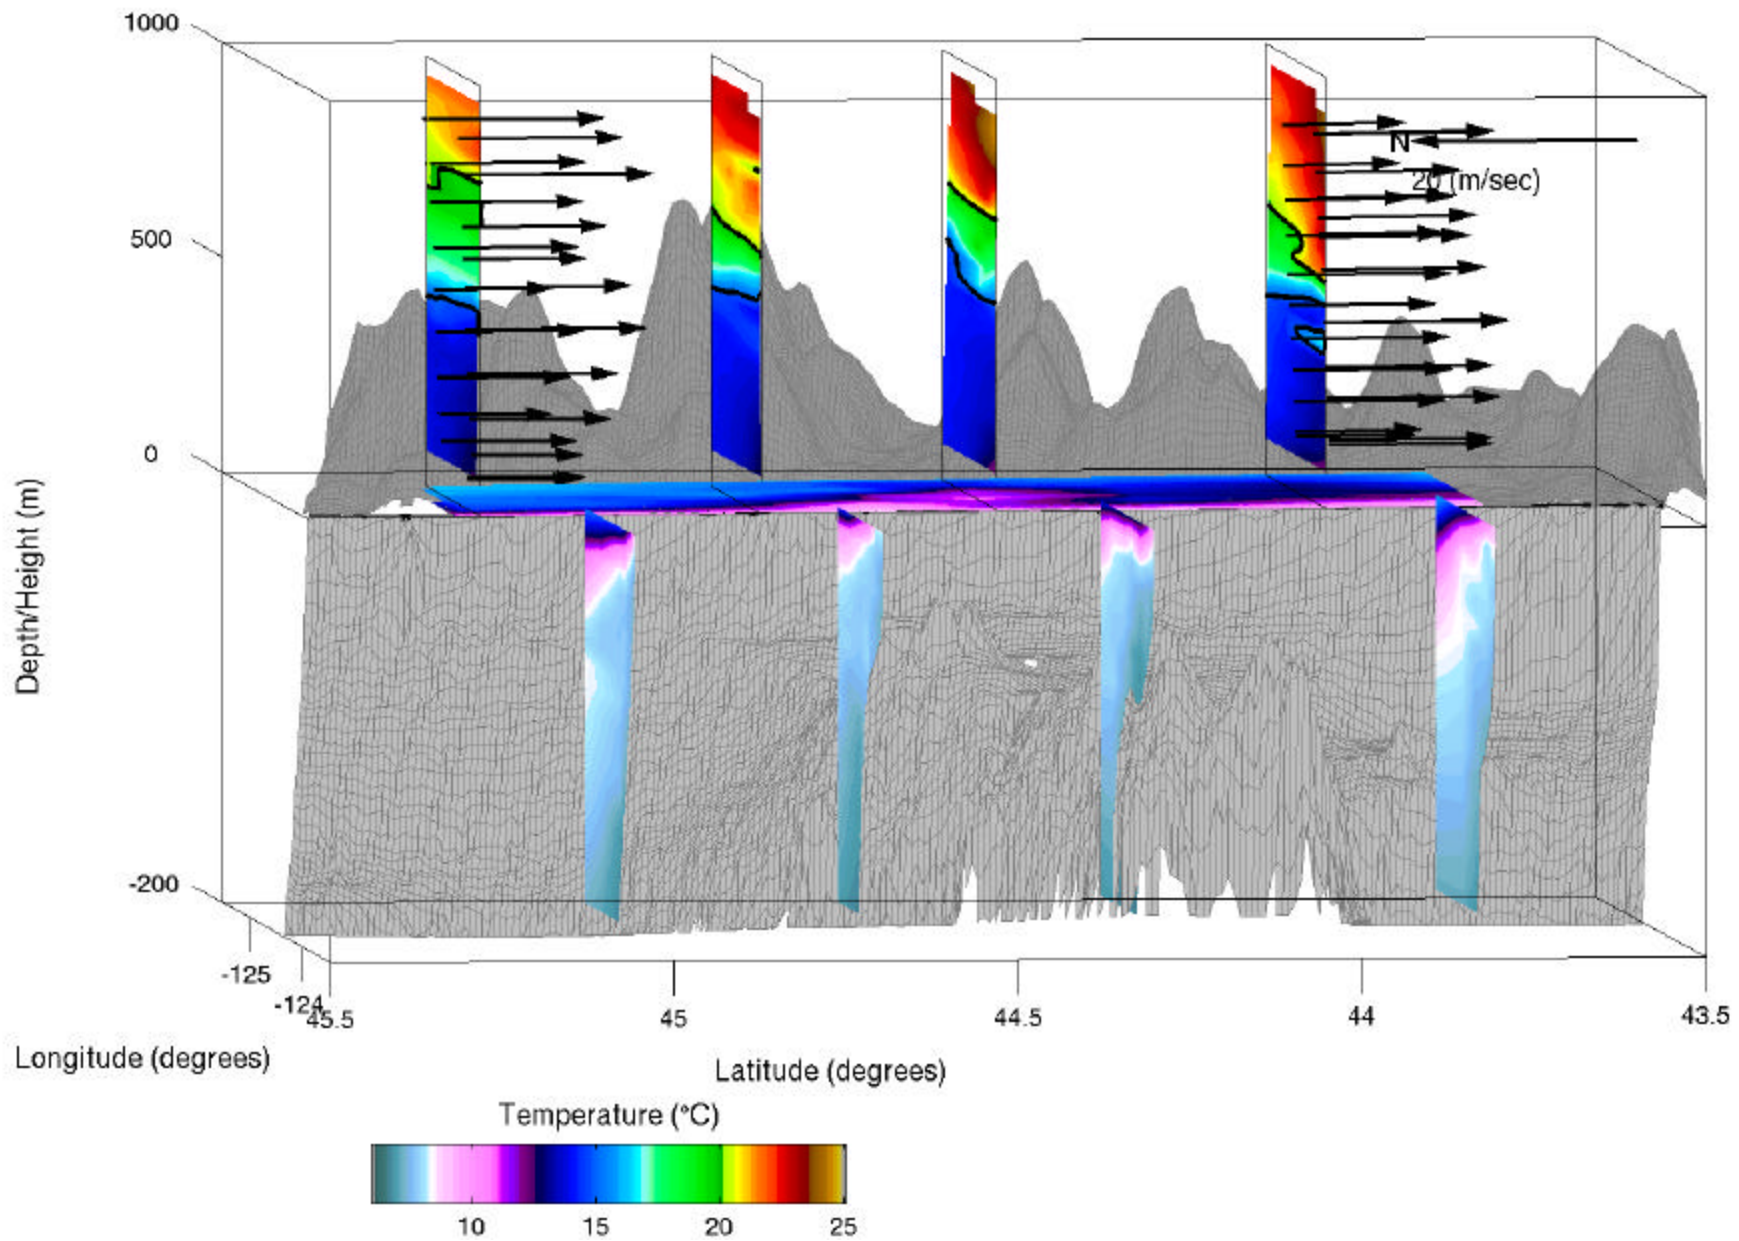 1000
N
20 (m/sec)
500
0
Depth/Height (m)
-200
-125
-124
45.5
45
44.5
44
43.5
Longitude (degrees)
Latitude (degrees)
Temperature (°C)
10
15
20
25